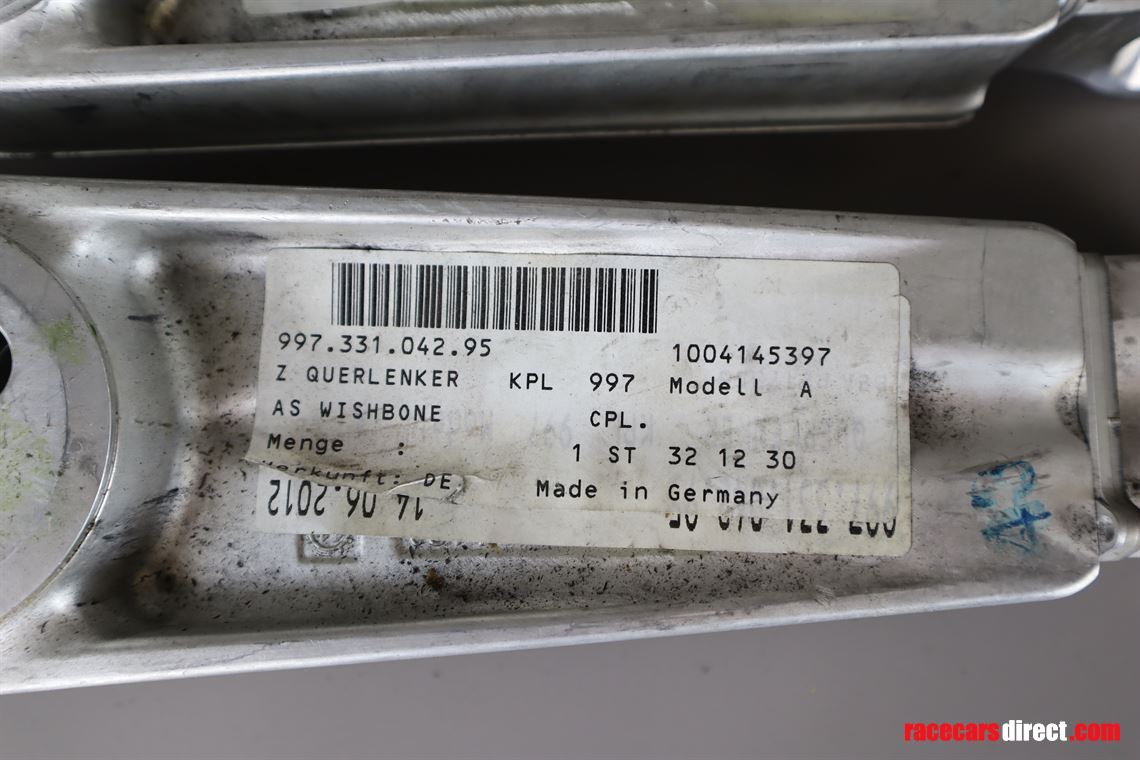 997.331.042.95 1004145397
Z QUERLENKER KPL 997 Modell A
AS WISHBONE CPL.
Menge : 1 ST 32 12 30
DE Made in Germany
14.06.2012
racecarsdirect.com